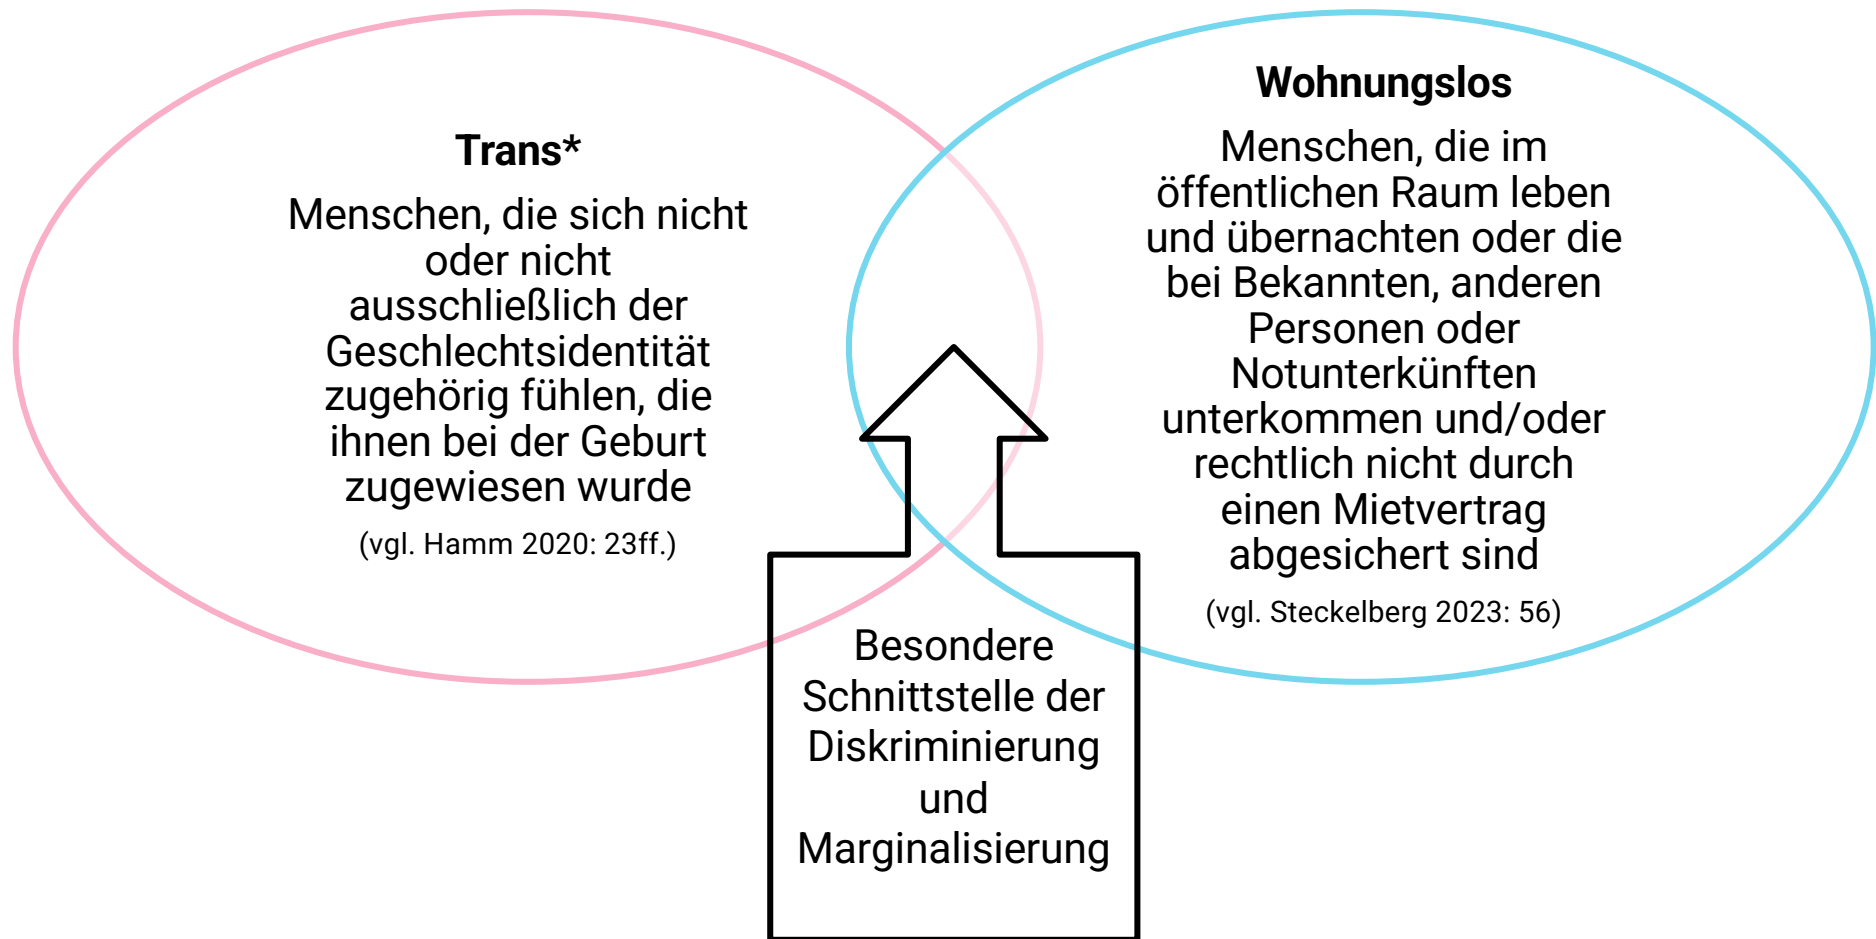 Trans*
Menschen, die sich nicht
oder nicht
ausschließlich der
Geschlechtsidentität
zugehörig fühlen, die
ihnen bei der Geburt
zugewiesen wurde
(vgl. Hamm 2020: 23ff.)
Wohnungslos
Menschen, die im
öffentlichen Raum leben
und übernachten oder die
bei Bekannten, anderen
Personen oder
Notunterkünften
unterkommen und/oder
rechtlich nicht durch
einen Mietvertrag
abgesichert sind
(vgl. Steckelberg 2023: 56)
Besondere
Schnittstelle der
Diskriminierung
und
Marginalisierung